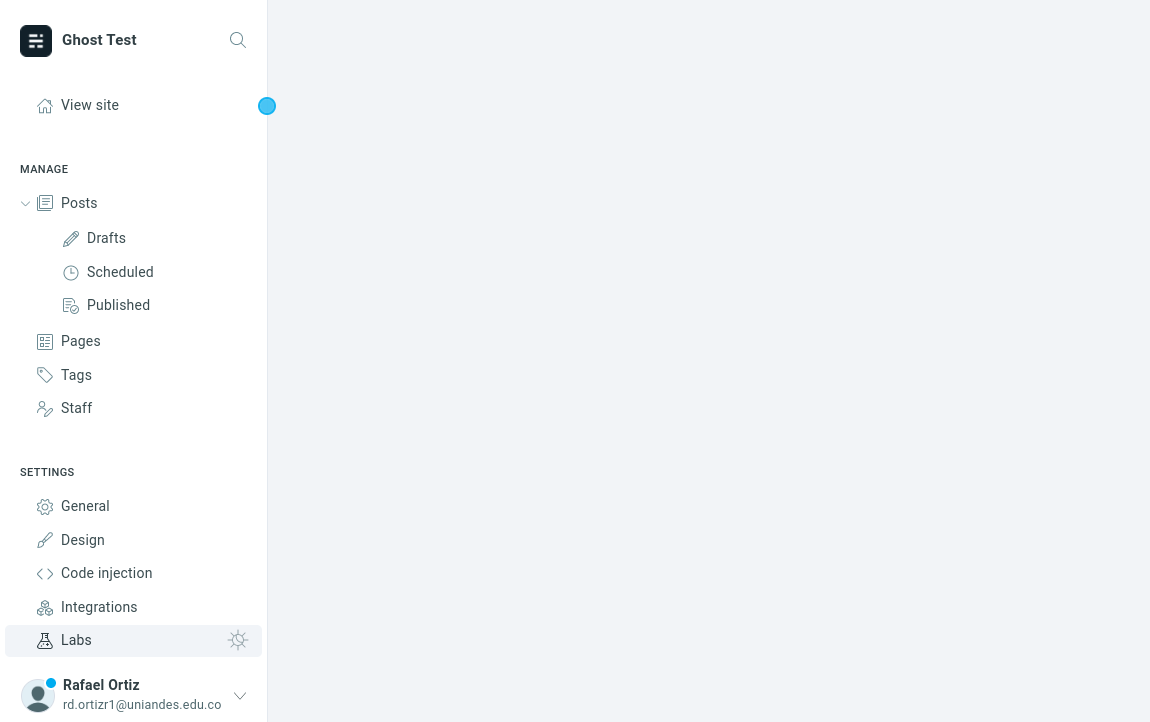 Ghost Test
View site
MANAGE
Posts
Drafts
Scheduled
Published
Pages
Tags
Staff
SETTINGS
General
Design
Code injection
Integrations
Labs
Rafael Ortiz
rd.ortizr1@uniandes.edu.co